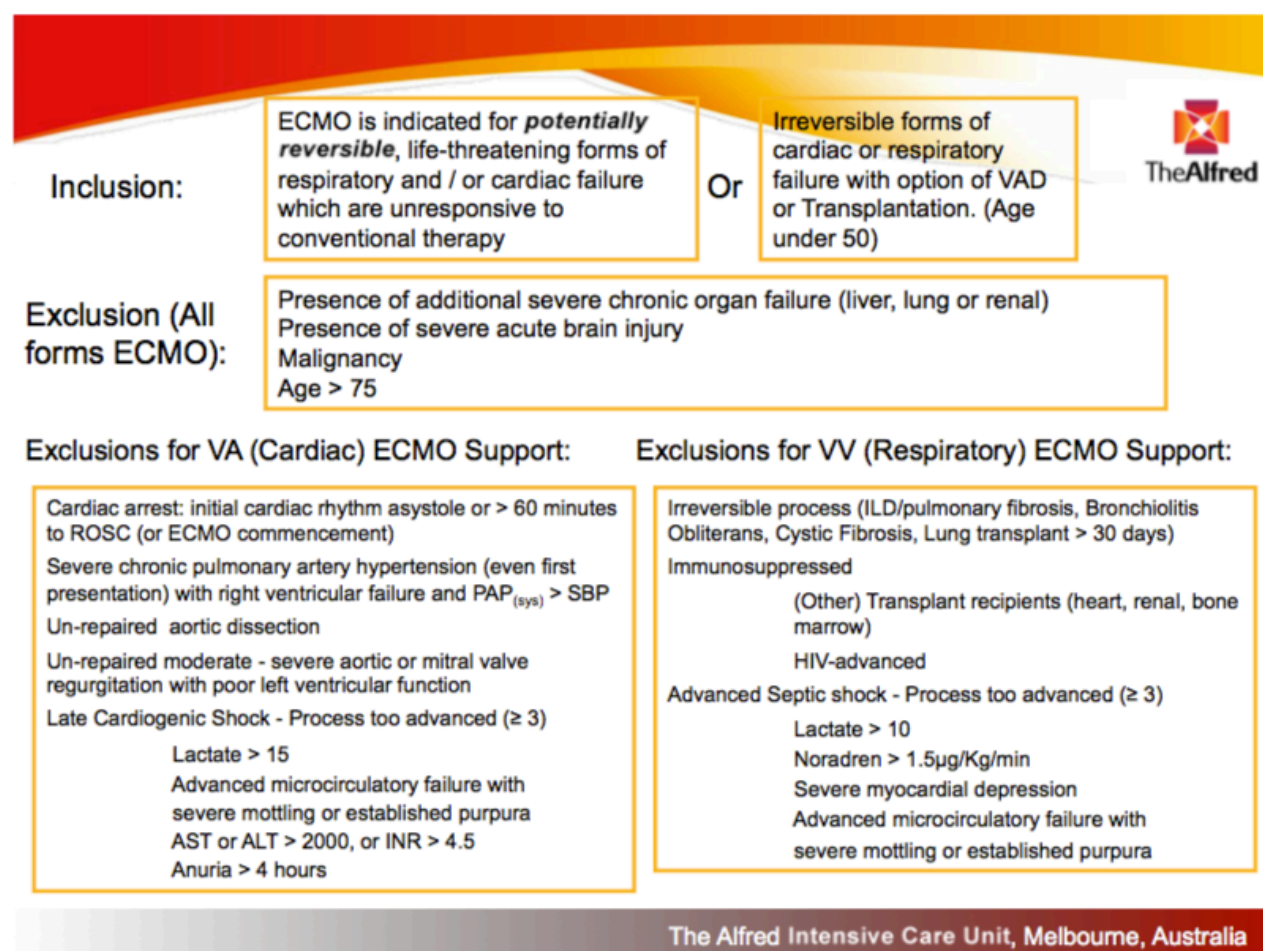 TheAlfred
Inclusion:
ECMO is indicated for potentially
reversible, life-threatening forms of
respiratory and / or cardiac failure
which are unresponsive to
conventional therapy
Or
Irreversible forms of
cardiac or respiratory
failure with option of VAD
or Transplantation. (Age
under 50)
Exclusion (All
forms ECMO):
Presence of additional severe chronic organ failure (liver, lung or renal)
Presence of severe acute brain injury
Malignancy
Age > 75
Exclusions for VA (Cardiac) ECMO Support:
Cardiac arrest: initial cardiac rhythm asystole or > 60 minutes
to ROSC (or ECMO commencement)
Severe chronic pulmonary artery hypertension (even first
presentation) with right ventricular failure and PAP(sys) > SBP
Un-repaired aortic dissection
Un-repaired moderate - severe aortic or mitral valve
regurgitation with poor left ventricular function
Late Cardiogenic Shock - Process too advanced (≥ 3)
Lactate > 15
Advanced microcirculatory failure with
severe mottling or established purpura
AST or ALT > 2000, or INR > 4.5
Anuria > 4 hours
Exclusions for VV (Respiratory) ECMO Support:
Irreversible process (ILD/pulmonary fibrosis, Bronchiolitis
Obliterans, Cystic Fibrosis, Lung transplant > 30 days)
Immunosuppressed
(Other) Transplant recipients (heart, renal, bone
marrow)
HIV-advanced
Advanced Septic shock - Process too advanced (≥ 3)
Lactate > 10
Noradren > 1.5µg/Kg/min
Severe myocardial depression
Advanced microcirculatory failure with
severe mottling or established purpura
The Alfred Intensive Care Unit, Melbourne, Australia